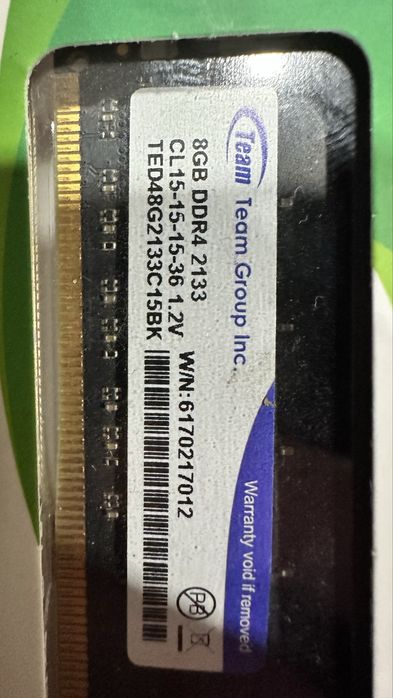 Team Team Group Inc.
8GB DDR4 2133
CL15-15-15-36 1.2V W/N:6170217012
TED48G2133C15BK
Warranty void if removed
PB